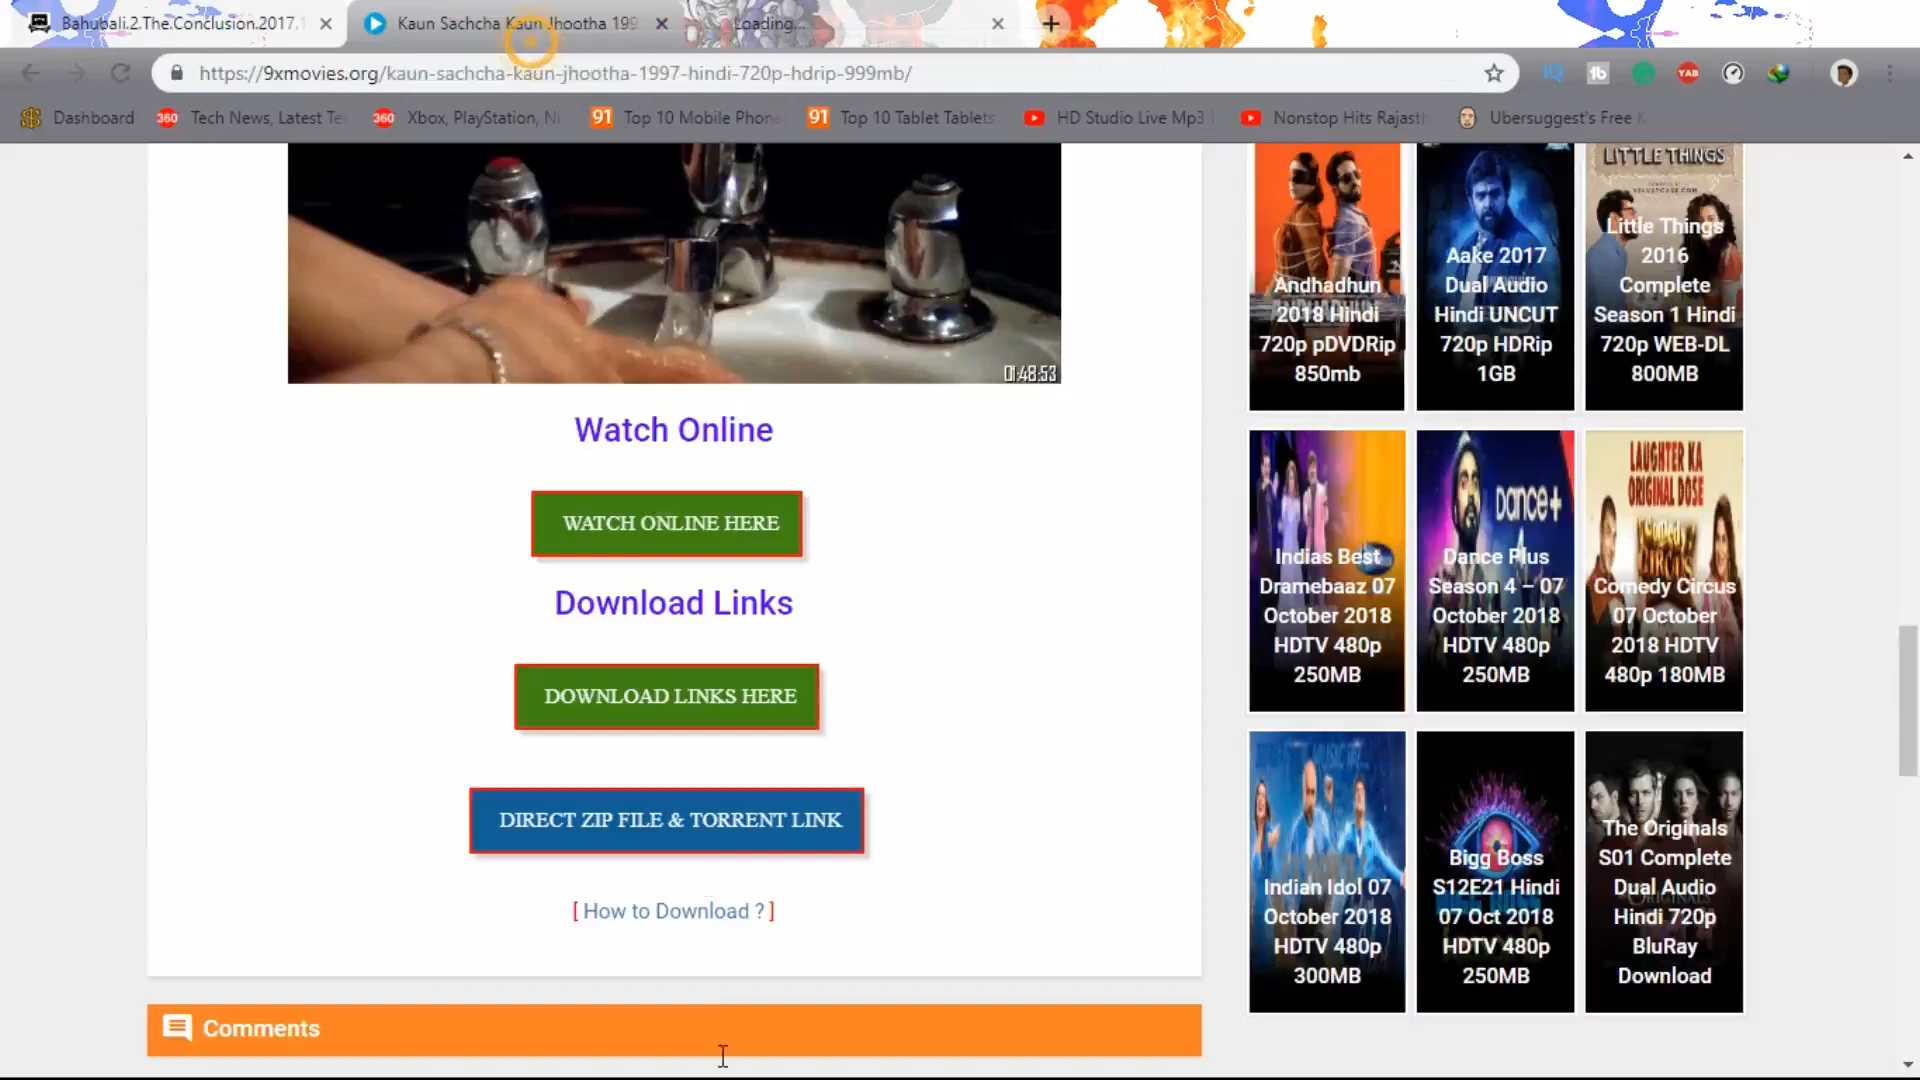 Bahubali.2.The.Conclusion.2017.1
Kaun Sachcha Kaun Jhootha 199
Loading...
https://9xmovies.org/kaun-sachcha-kaun-jhootha-1997-hindi-720p-hdrip-999mb/
Dashboard
360 Tech News, Latest Te
360 Xbox, PlayStation, Ni
91 Top 10 Mobile Phone
91 Top 10 Tablet Tablets
HD Studio Live Mp3
Nonstop Hits Rajasth
Ubersuggest's Free K
01:48:53
Watch Online
WATCH ONLINE HERE
Download Links
DOWNLOAD LINKS HERE
DIRECT ZIP FILE & TORRENT LINK
[ How to Download ? ]
Comments
Andhadhun
2018 Hindi
720p pDVDRip
850mb
Aake 2017
Dual Audio
Hindi UNCUT
720p HDRip
1GB
LITTLE THINGS
Little Things
2016
Complete
Season 1 Hindi
720p WEB-DL
800MB
Indias Best
Dramebaaz 07
October 2018
HDTV 480p
250MB
DANCE+
Dance Plus
Season 4 – 07
October 2018
HDTV 480p
250MB
LAUGHTER KA
ORIGINAL DOSE
Comedy Circus
07 October
2018 HDTV
480p 180MB
Indian Idol 07
October 2018
HDTV 480p
300MB
Bigg Boss
S12E21 Hindi
07 Oct 2018
HDTV 480p
250MB
The Originals
S01 Complete
Dual Audio
Hindi 720p
BluRay
Download